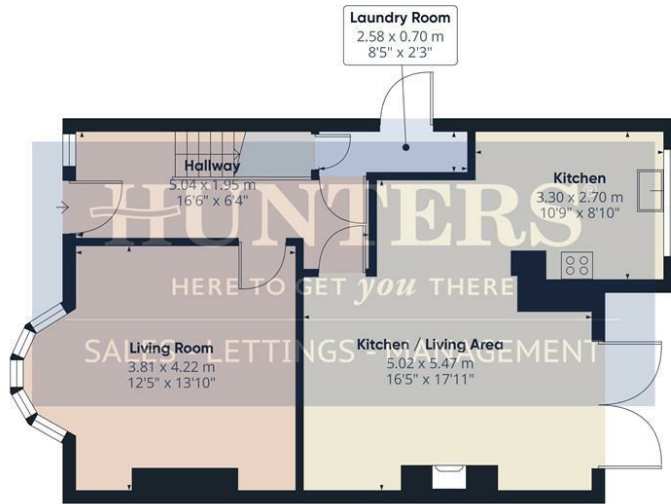 Laundry Room
2.58 x 0.70 m
8'5" x 2'3"
Hallway
5.04 x 1.95 m
16'6" x 6'4"
Kitchen
3.30 x 2.70 m
10'9" x 8'10"
HUNTERS®
HERE TO GET you THERE
SALES - LETTINGS - MANAGEMENT
Living Room
3.81 x 4.22 m
12'5" x 13'10"
Kitchen / Living Area
5.02 x 5.47 m
16'5" x 17'11"